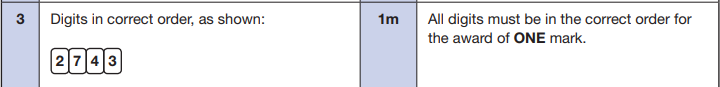 3 Digits in correct order, as shown: 1m All digits must be in the correct order for
the award of ONE mark.
2 7 4 3